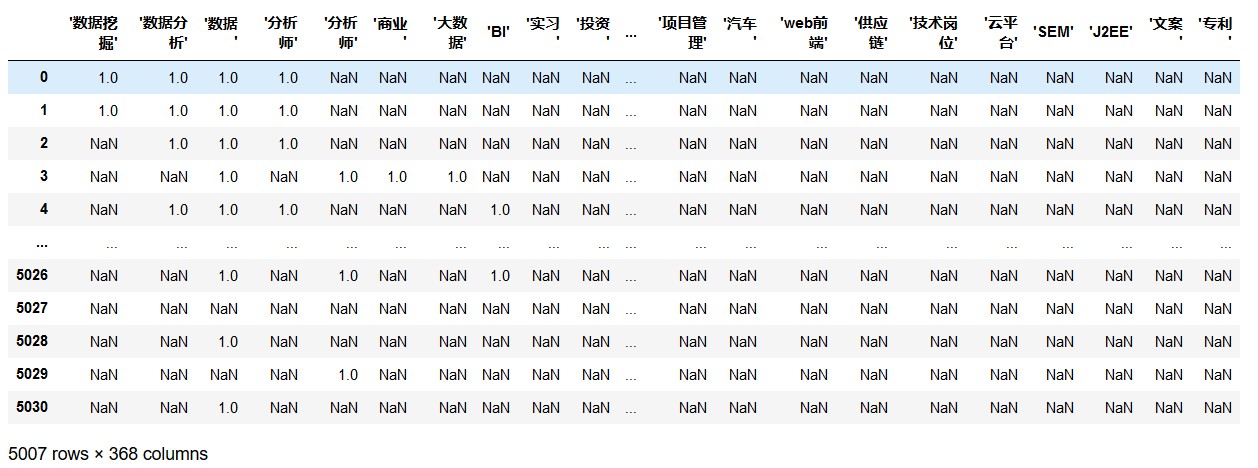 '数据挖 '数据分 '数据 '分析 '分析 '商业 '大数 'BI' '实习 '投资 ... '项目管 '汽车 'web前 '供应 '技术岗 '云平 'SEM' 'J2EE' '文案 '专利
掘' 析' ' 师' 师' ' 据' ' ' 理' ' 端' 链' 位' 台' ' '
0 1.0 1.0 1.0 1.0 NaN NaN NaN NaN NaN NaN ... NaN NaN NaN NaN NaN NaN NaN NaN NaN NaN
1 1.0 1.0 1.0 1.0 NaN NaN NaN NaN NaN NaN ... NaN NaN NaN NaN NaN NaN NaN NaN NaN NaN
2 NaN 1.0 1.0 1.0 NaN NaN NaN NaN NaN NaN ... NaN NaN NaN NaN NaN NaN NaN NaN NaN NaN
3 NaN NaN 1.0 NaN 1.0 1.0 1.0 NaN NaN NaN ... NaN NaN NaN NaN NaN NaN NaN NaN NaN NaN
4 NaN 1.0 1.0 1.0 NaN NaN NaN 1.0 NaN NaN ... NaN NaN NaN NaN NaN NaN NaN NaN NaN NaN
... ... ... ... ... ... ... ... ... ... ... ... ... ... ... ... ... ... ... ... ... ...
5026 NaN NaN 1.0 NaN 1.0 NaN NaN 1.0 NaN NaN ... NaN NaN NaN NaN NaN NaN NaN NaN NaN NaN
5027 NaN NaN NaN NaN NaN NaN NaN NaN NaN NaN ... NaN NaN NaN NaN NaN NaN NaN NaN NaN NaN
5028 NaN NaN 1.0 NaN NaN NaN NaN NaN NaN NaN ... NaN NaN NaN NaN NaN NaN NaN NaN NaN NaN
5029 NaN NaN NaN NaN 1.0 NaN NaN NaN NaN NaN ... NaN NaN NaN NaN NaN NaN NaN NaN NaN NaN
5030 NaN NaN 1.0 NaN NaN NaN NaN NaN NaN NaN ... NaN NaN NaN NaN NaN NaN NaN NaN NaN NaN
5007 rows × 368 columns